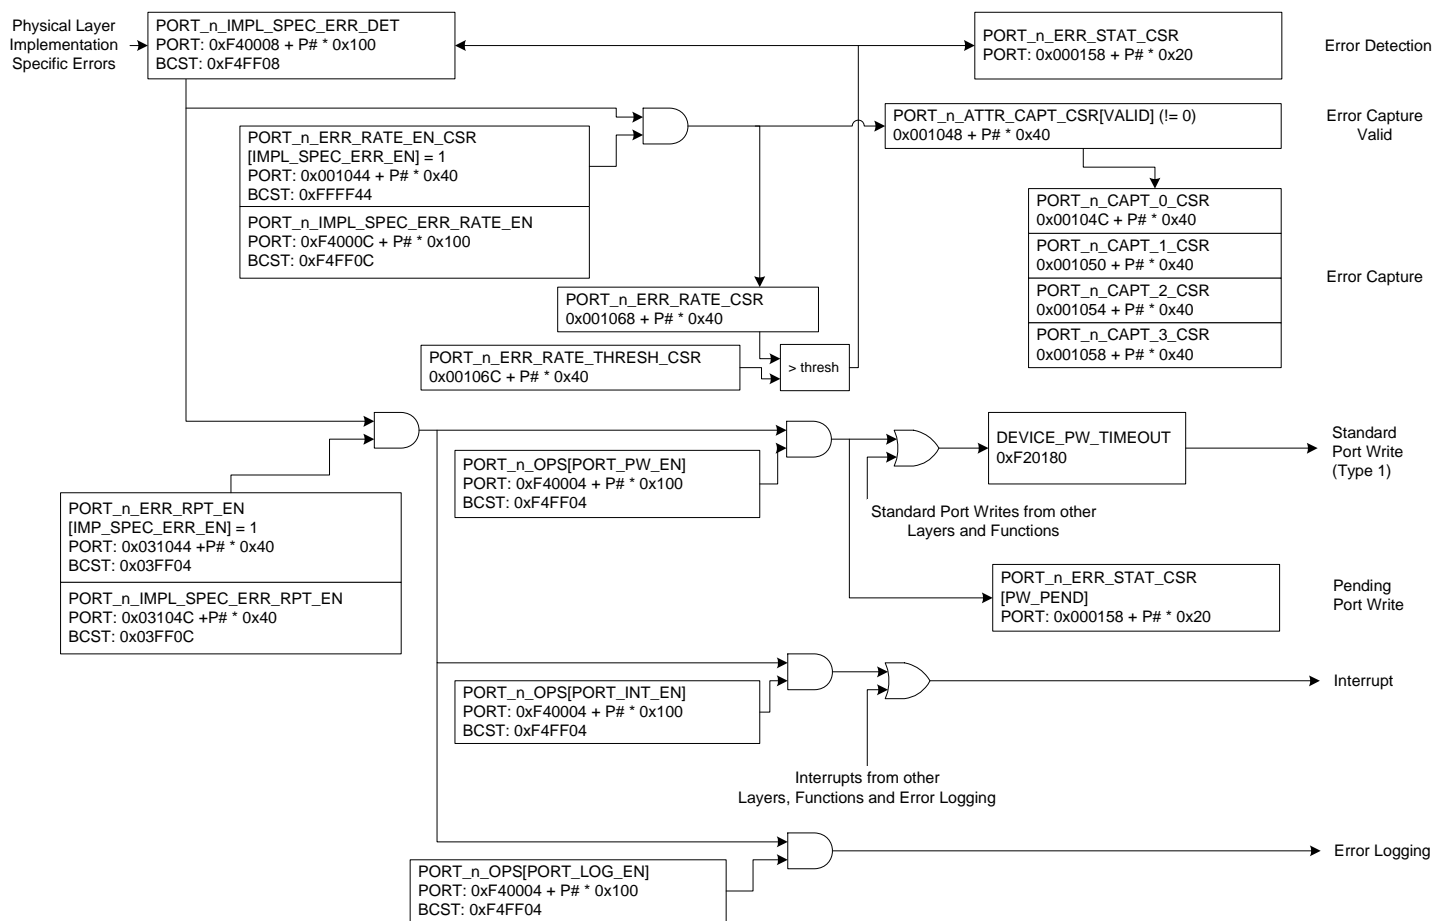 Physical Layer
Implementation
Specific Errors
PORT_n_IMPL_SPEC_ERR_DET
PORT: 0xF40008 + P# * 0x100
BCST: 0xF4FF08
PORT_n_ERR_STAT_CSR
PORT: 0x000158 + P# * 0x20
Error Detection
PORT_n_ERR_RATE_EN_CSR
[IMPL_SPEC_ERR_EN] = 1
PORT: 0x001044 + P# * 0x40
BCST: 0xFFFF44
PORT_n_IMPL_SPEC_ERR_RATE_EN
PORT: 0xF4000C + P# * 0x100
BCST: 0xF4FF0C
PORT_n_ATTR_CAPT_CSR[VALID] (!= 0)
0x001048 + P# * 0x40
Error Capture
Valid
PORT_n_CAPT_0_CSR
0x00104C + P# * 0x40
PORT_n_CAPT_1_CSR
0x001050 + P# * 0x40
PORT_n_CAPT_2_CSR
0x001054 + P# * 0x40
PORT_n_CAPT_3_CSR
0x001058 + P# * 0x40
Error Capture
PORT_n_ERR_RATE_CSR
0x001068 + P# * 0x40
PORT_n_ERR_RATE_THRESH_CSR
0x00106C + P# * 0x40
> thresh
PORT_n_OPS[PORT_PW_EN]
PORT: 0xF40004 + P# * 0x100
BCST: 0xF4FF04
DEVICE_PW_TIMEOUT
0xF20180
Standard
Port Write
(Type 1)
Standard Port Writes from other
Layers and Functions
PORT_n_ERR_RPT_EN
[IMP_SPEC_ERR_EN] = 1
PORT: 0x031044 +P# * 0x40
BCST: 0x03FF04
PORT_n_IMPL_SPEC_ERR_RPT_EN
PORT: 0x03104C +P# * 0x40
BCST: 0x03FF0C
PORT_n_ERR_STAT_CSR
[PW_PEND]
PORT: 0x000158 + P# * 0x20
Pending
Port Write
PORT_n_OPS[PORT_INT_EN]
PORT: 0xF40004 + P# * 0x100
BCST: 0xF4FF04
Interrupt
Interrupts from other
Layers, Functions and Error Logging
PORT_n_OPS[PORT_LOG_EN]
PORT: 0xF40004 + P# * 0x100
BCST: 0xF4FF04
Error Logging